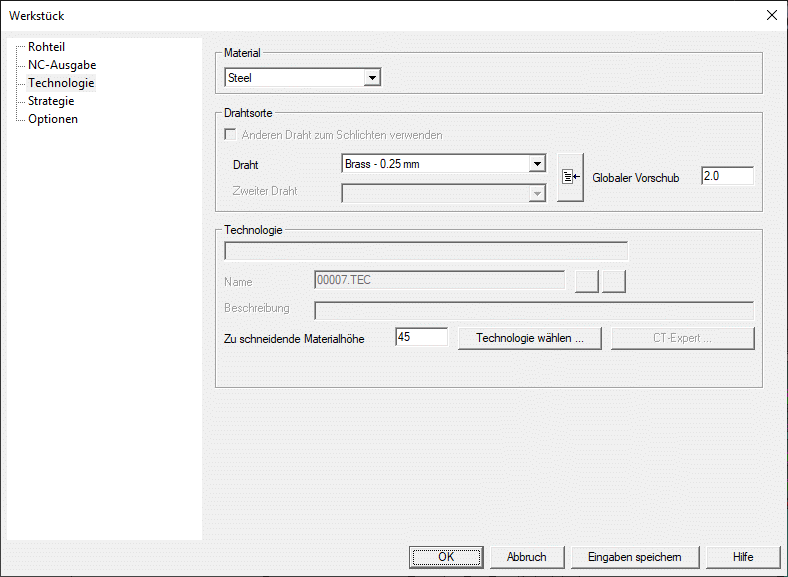 Werkstück
Rohteil
NC-Ausgabe
Technologie
Strategie
Optionen
Material
Steel
Drahtsorte
Anderen Draht zum Schlichten verwenden
Draht
Brass - 0.25 mm
Globaler Vorschub
2.0
Zweiter Draht
Technologie
Name
00007.TEC
Beschreibung
Zu schneidende Materialhöhe
45
Technologie wählen ...
CT-Expert ...
OK
Abbruch
Eingaben speichern
Hilfe